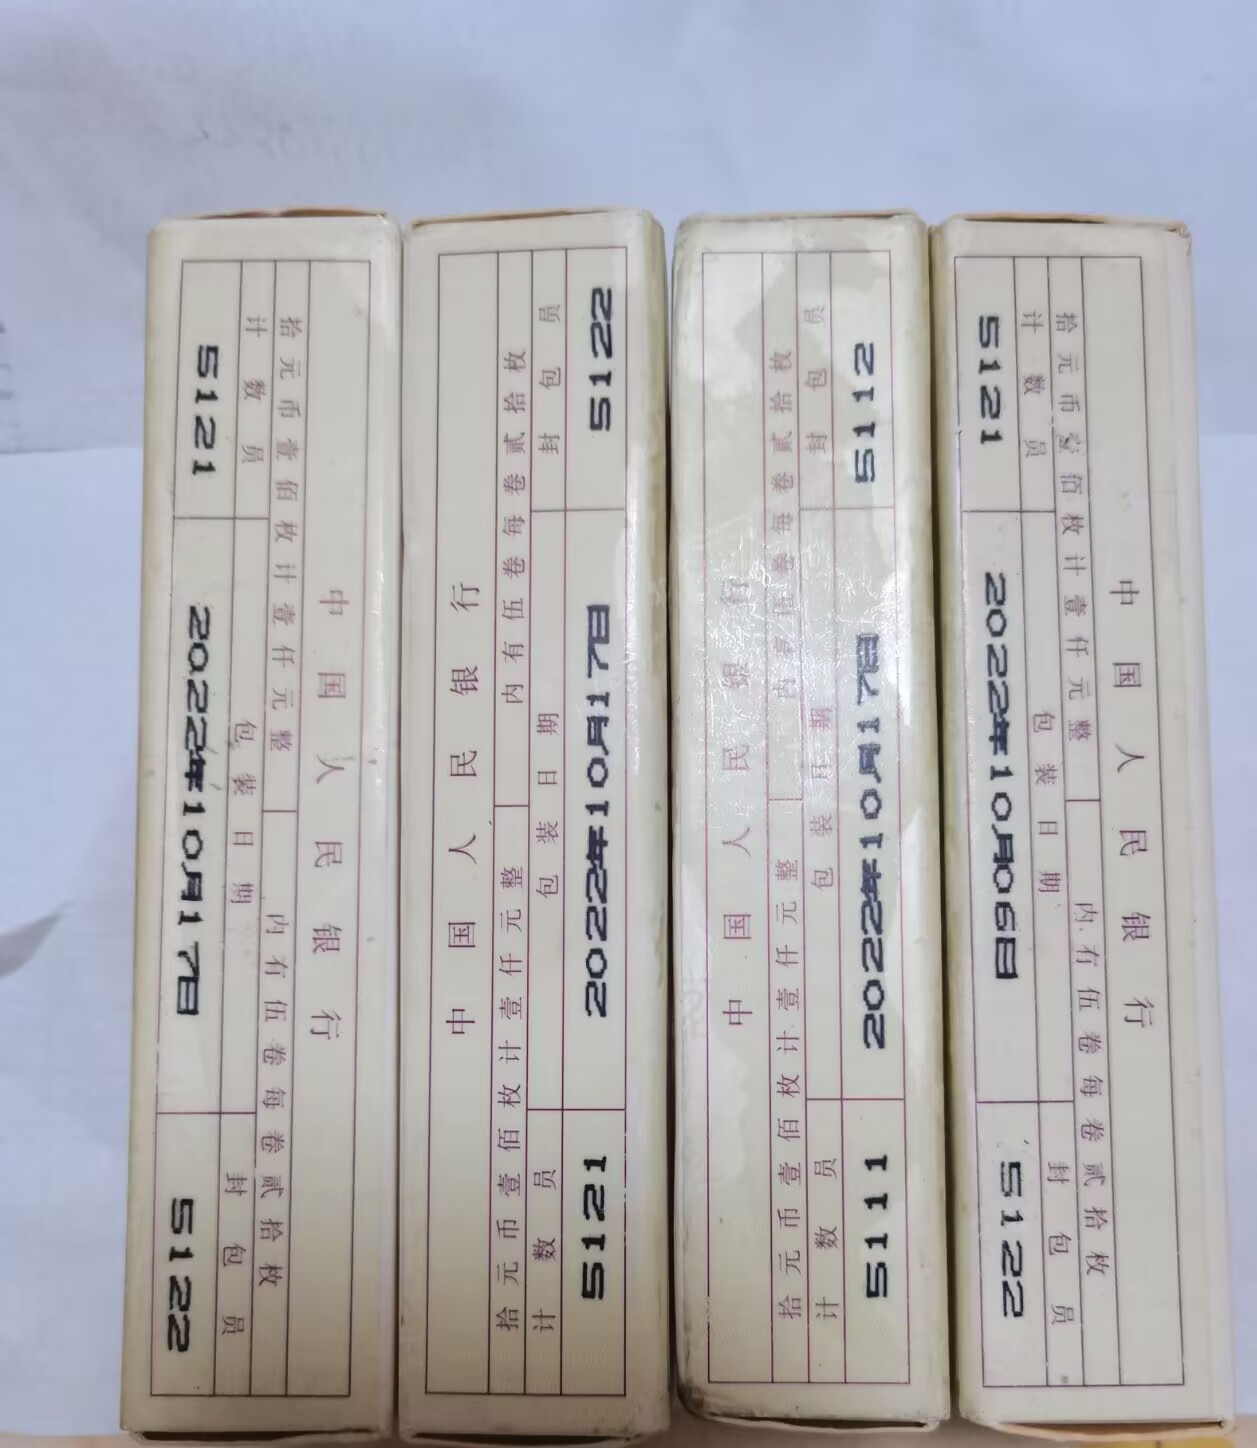 中国人民银行
拾元币壹佰枚计壹仟元整
内有伍卷每卷贰拾枚
计数员 包装日期 封包员
5121 2022年10月17日 5122
中国人民银行
拾元币壹佰枚计壹仟元整 内有伍卷每卷贰拾枚
计数员 包装日期 封包员
5121 2022年10月17日 5122
中国人民银行
拾元币壹佰枚计壹仟元整 内有伍卷每卷贰拾枚
计数员 包装日期 封包员
5111 2022年10月17日 5112
中国人民银行
拾元币壹佰枚计壹仟元整
内有伍卷每卷贰拾枚
计数员 包装日期 封包员
5121 2022年10月06日 5122